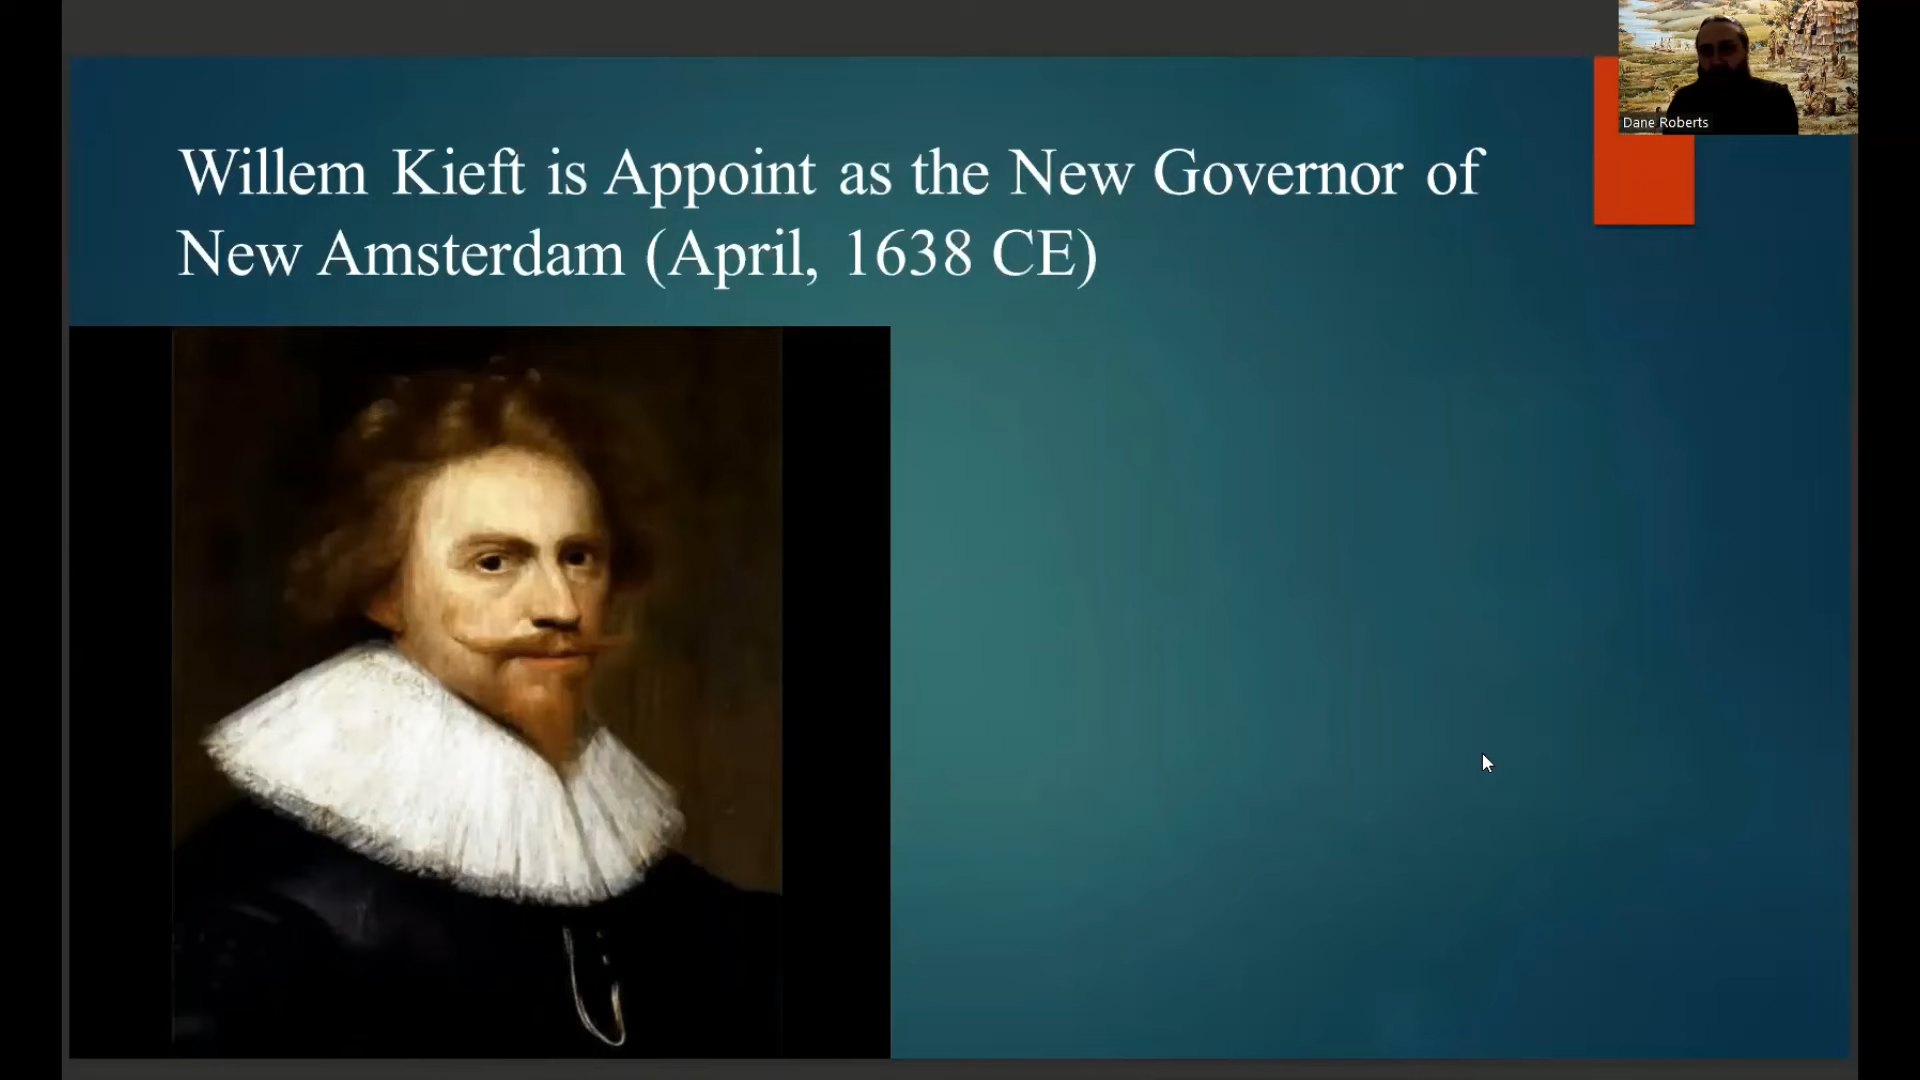 Willem Kieft is Appoint as the New Governor of
New Amsterdam (April, 1638 CE)
Dane Roberts